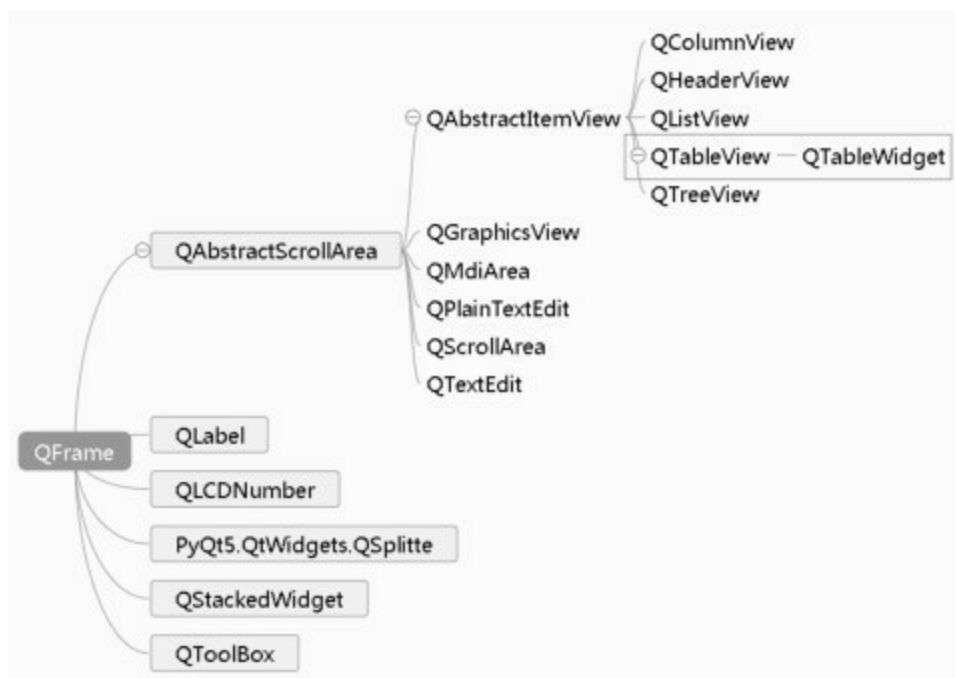 QColumnView
QHeaderView
QAbstractItemView
QListView
QTableView
QTableWidget
QTreeView
QGraphicsView
QAbstractScrollArea
QMdiArea
QPlainTextEdit
QScrollArea
QTextEdit
QLabel
QFrame
QLCDNumber
PyQt5.QtWidgets.QSplitte
QStackedWidget
QToolBox